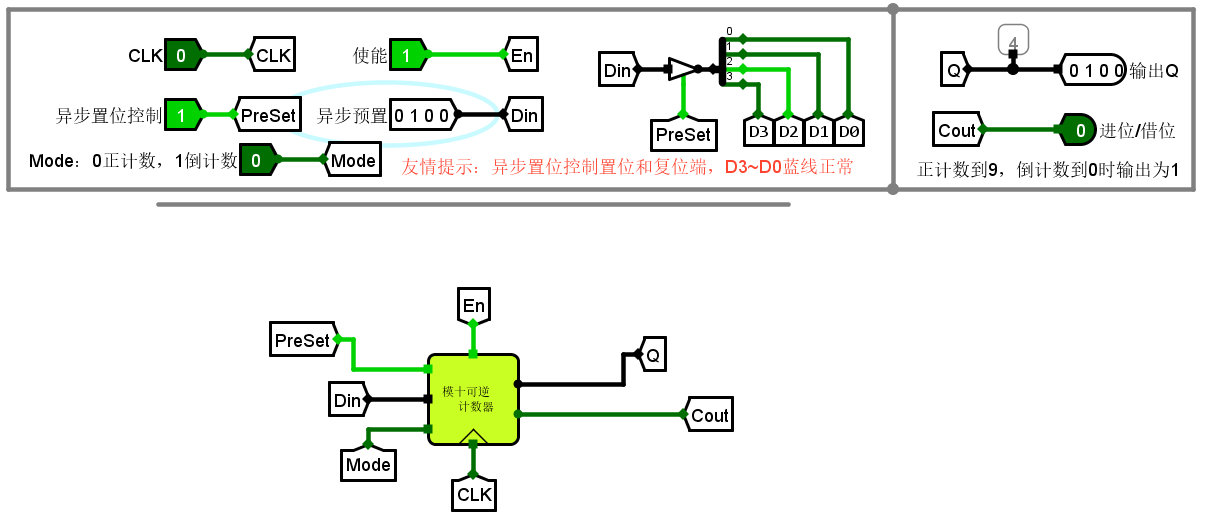 CLK 0 CLK
使能 1 En
异步置位控制 1 PreSet
异步预置 0 1 0 0 Din
Mode：0正计数，1倒计数 0 Mode
Din
PreSet
0
1
2
3
D3 D2 D1 D0
友情提示：异步置位控制置位和复位端，D3~D0蓝线正常
4
Q 0 1 0 0 输出Q
Cout 0 进位/借位
正计数到9，倒计数到0时输出为1
En
PreSet
Din
Mode
模十可逆
计数器
CLK
Q
Cout